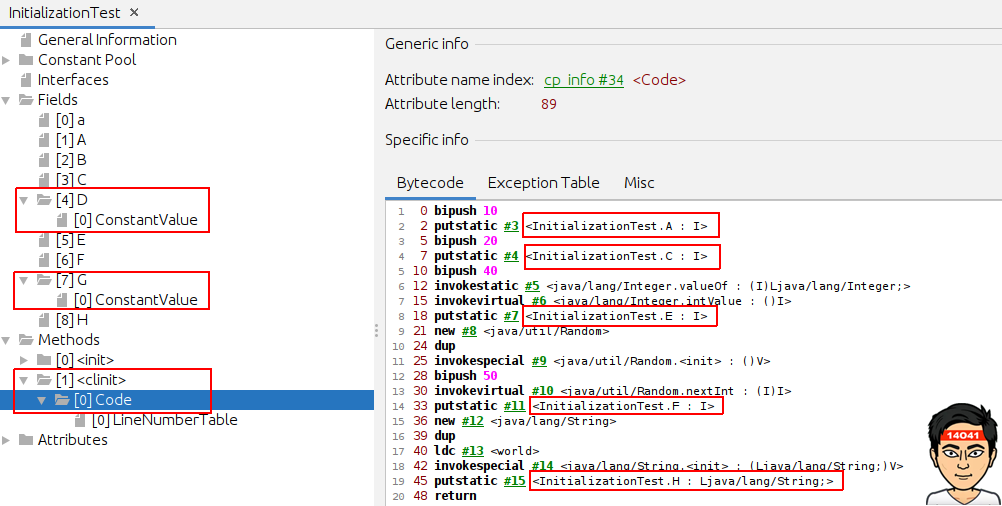 InitializationTest ×
General Information
Constant Pool
Interfaces
Fields
[0] a
[1] A
[2] B
[3] C
[4] D
[0] ConstantValue
[5] E
[6] F
[7] G
[0] ConstantValue
[8] H
Methods
[0] <init>
[1] <clinit>
[0] Code
[0] LineNumberTable
Attributes
Generic info
Attribute name index: cp_info #34 <Code>
Attribute length: 89
Specific info
Bytecode Exception Table Misc
1 0 bipush 10
2 2 putstatic #3 <InitializationTest.A : I>
3 5 bipush 20
4 7 putstatic #4 <InitializationTest.C : I>
5 10 bipush 40
6 12 invokestatic #5 <java/lang/Integer.valueOf : (I)Ljava/lang/Integer;>
7 15 invokevirtual #6 <java/lang/Integer.intValue : ()I>
8 18 putstatic #7 <InitializationTest.E : I>
9 21 new #8 <java/util/Random>
10 24 dup
11 25 invokespecial #9 <java/util/Random.<init> : ()V>
12 28 bipush 50
13 30 invokevirtual #10 <java/util/Random.nextInt : (I)I>
14 33 putstatic #11 <InitializationTest.F : I>
15 36 new #12 <java/lang/String>
16 39 dup
17 40 ldc #13 <world>
18 42 invokespecial #14 <java/lang/String.<init> : (Ljava/lang/String;)V>
19 45 putstatic #15 <InitializationTest.H : Ljava/lang/String;>
20 48 return
14041